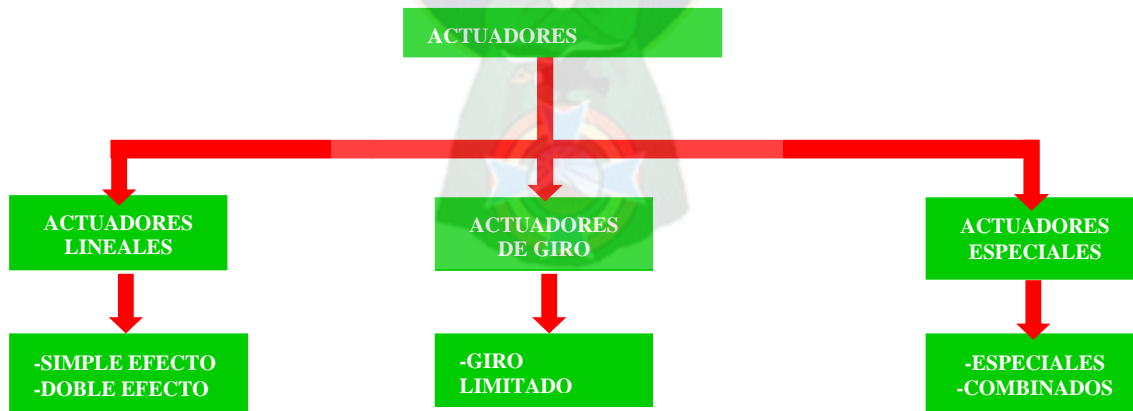 ACTUADORES
ACTUADORES
LINEALES
ACTUADORES
DE GIRO
ACTUADORES
ESPECIALES
-SIMPLE EFECTO
-DOBLE EFECTO
-GIRO
LIMITADO
-ESPECIALES
-COMBINADOS